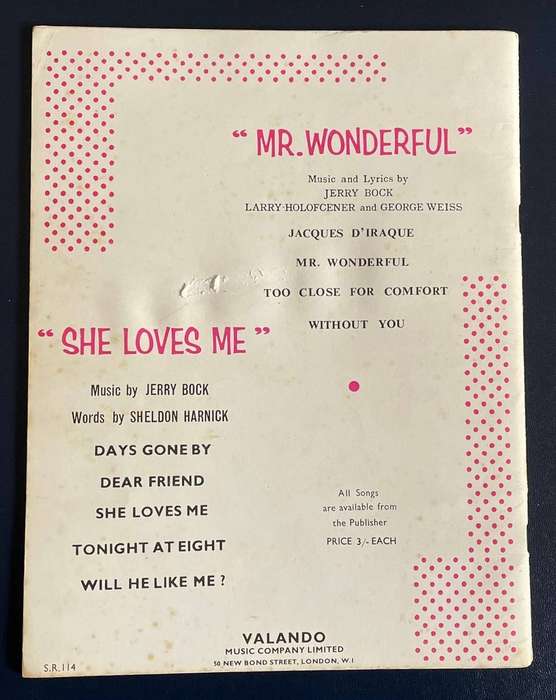 “ MR. WONDERFUL ”
Music and Lyrics by
JERRY BOCK
LARRY-HOLOFCENER and GEORGE WEISS
JACQUES D'IRAQUE
MR. WONDERFUL
TOO CLOSE FOR COMFORT
WITHOUT YOU
“ SHE LOVES ME ”
Music by JERRY BOCK
Words by SHELDON HARNICK
DAYS GONE BY
DEAR FRIEND
SHE LOVES ME
TONIGHT AT EIGHT
WILL HE LIKE ME ?
All Songs
are available from
the Publisher
PRICE 3/- EACH
VALANDO
MUSIC COMPANY LIMITED
50 NEW BOND STREET, LONDON, W.1
S.R. 114